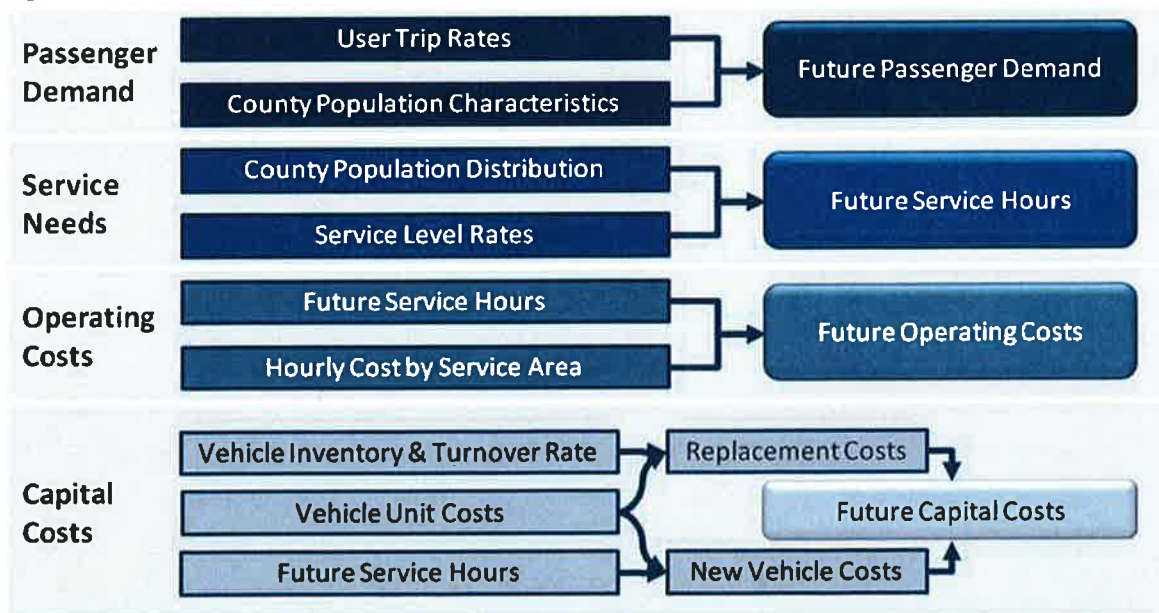 Passenger
Demand
User Trip Rates
County Population Characteristics
Future Passenger Demand
Service
Needs
County Population Distribution
Service Level Rates
Future Service Hours
Operating
Costs
Future Service Hours
Hourly Cost by Service Area
Future Operating Costs
Capital
Costs
Vehicle Inventory & Turnover Rate
Vehicle Unit Costs
Future Service Hours
Replacement Costs
New Vehicle Costs
Future Capital Costs